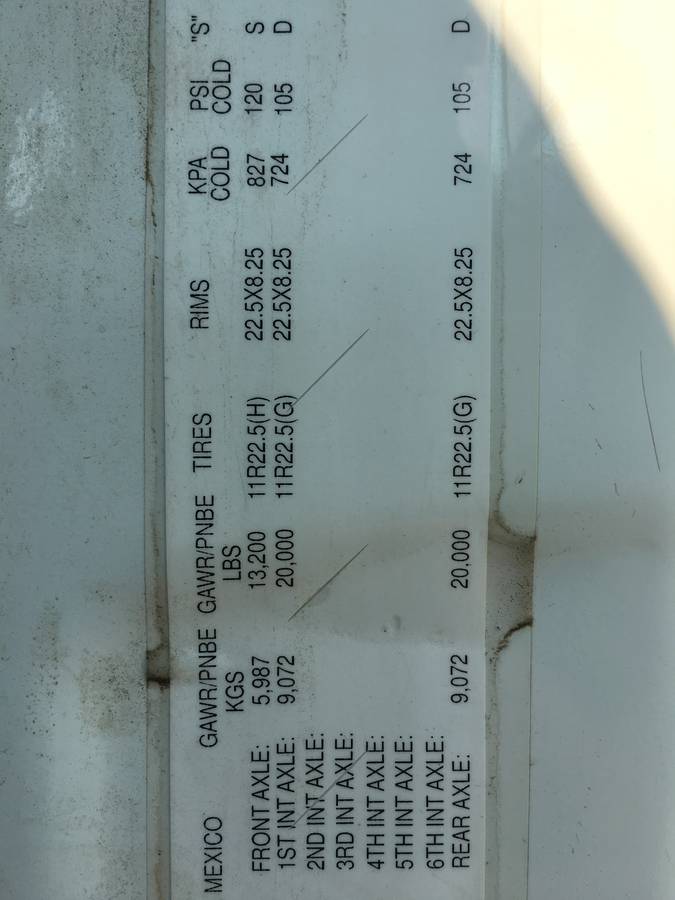 MEXICO GAWR/PNBE GAWR/PNBE TIRES RIMS KPA PSI "S"
KGS LBS COLD COLD
FRONT AXLE: 5,987 13,200 11R22.5(H) 22.5X8.25 827 120 S
1ST INT AXLE: 9,072 20,000 11R22.5(G) 22.5X8.25 724 105 D
2ND INT AXLE:
3RD INT AXLE:
4TH INT AXLE:
5TH INT AXLE:
6TH INT AXLE:
REAR AXLE: 9,072 20,000 11R22.5(G) 22.5X8.25 724 105 D